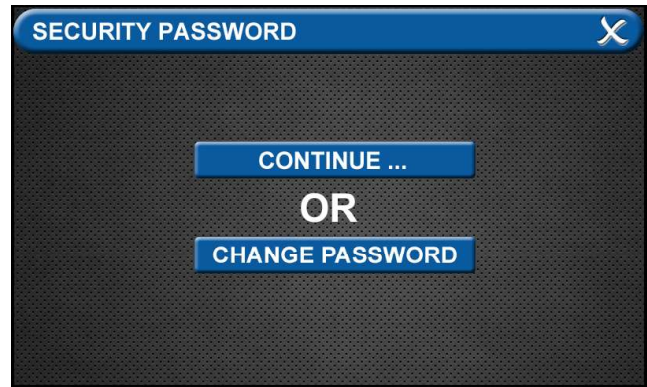 SECURITY PASSWORD X
CONTINUE ...
OR
CHANGE PASSWORD